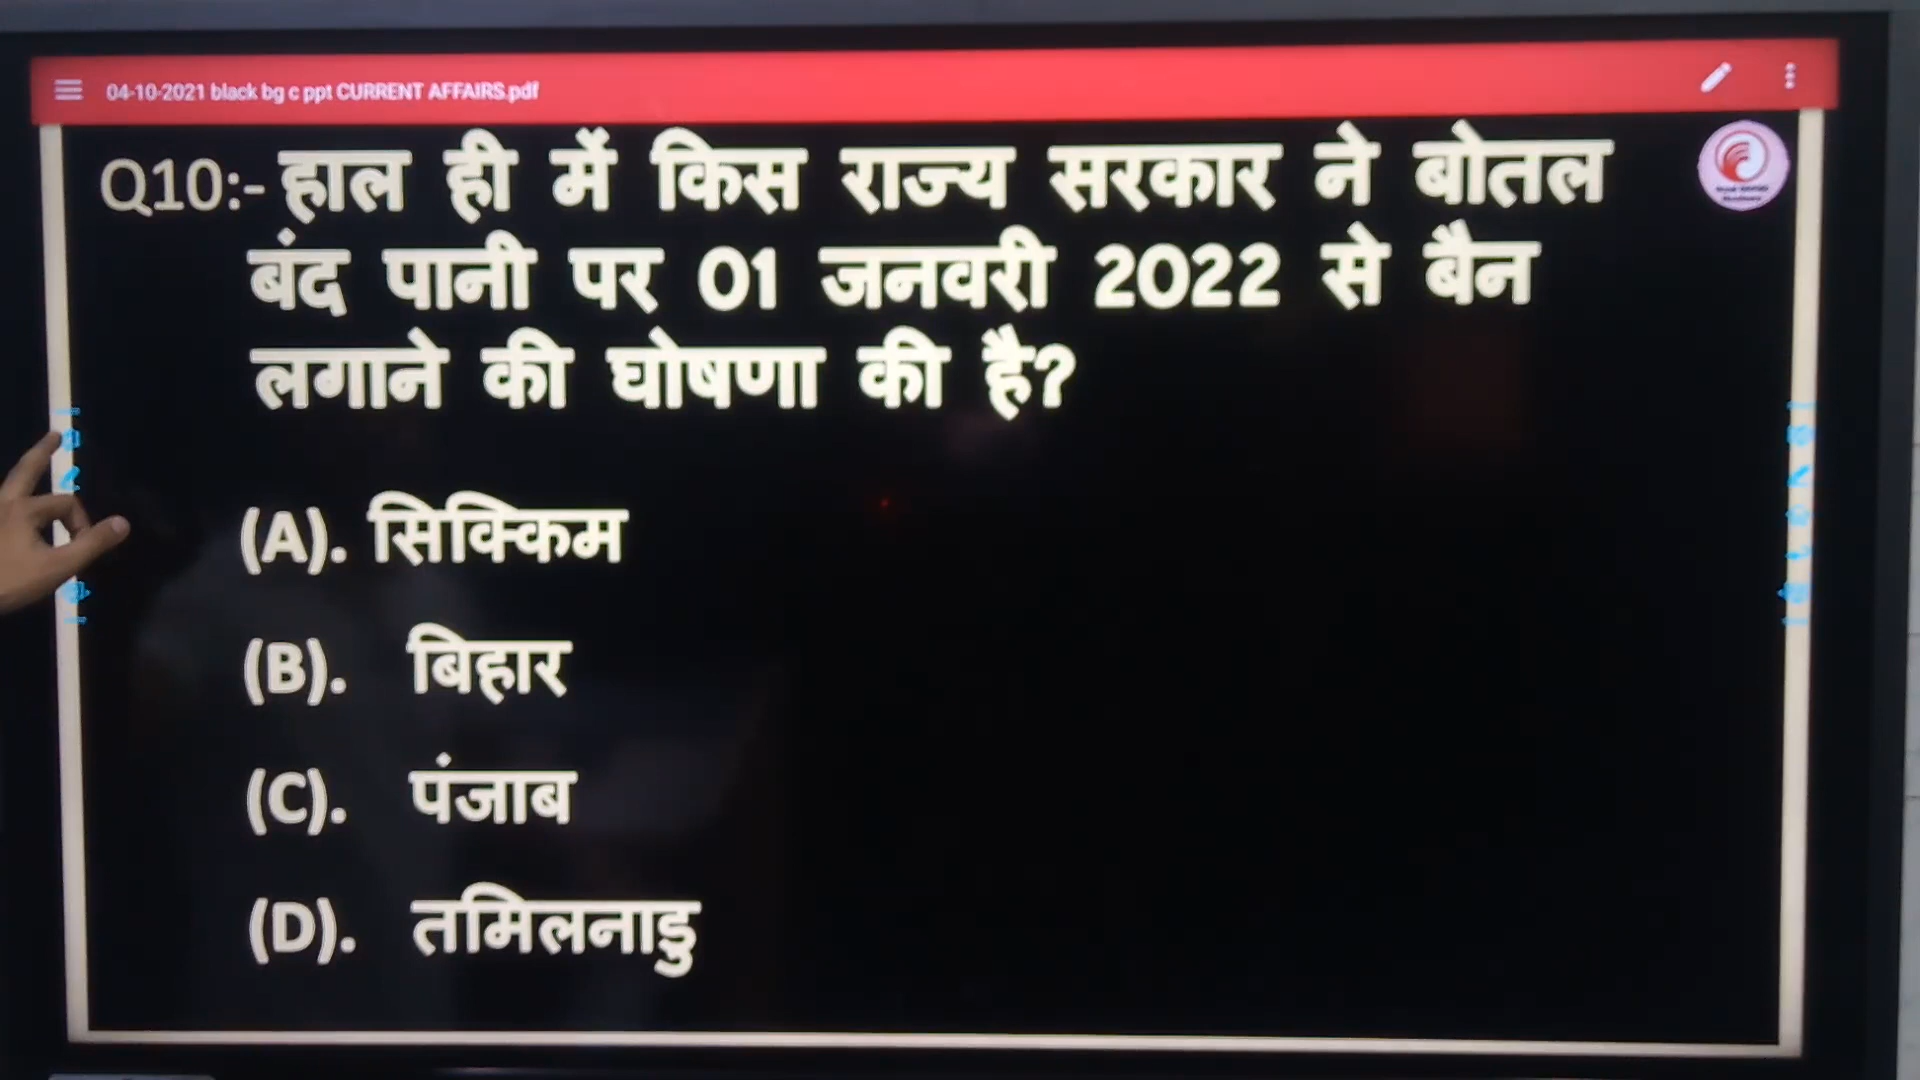 04-10-2021 black bg c ppt CURRENT AFFAIRS.pdf
Q10:- हाल ही में किस राज्य सरकार ने बोतल
बंद पानी पर 01 जनवरी 2022 से बैन
लगाने की घोषणा की है?
(A). सिक्किम
(B). बिहार
(C). पंजाब
(D). तमिलनाडु